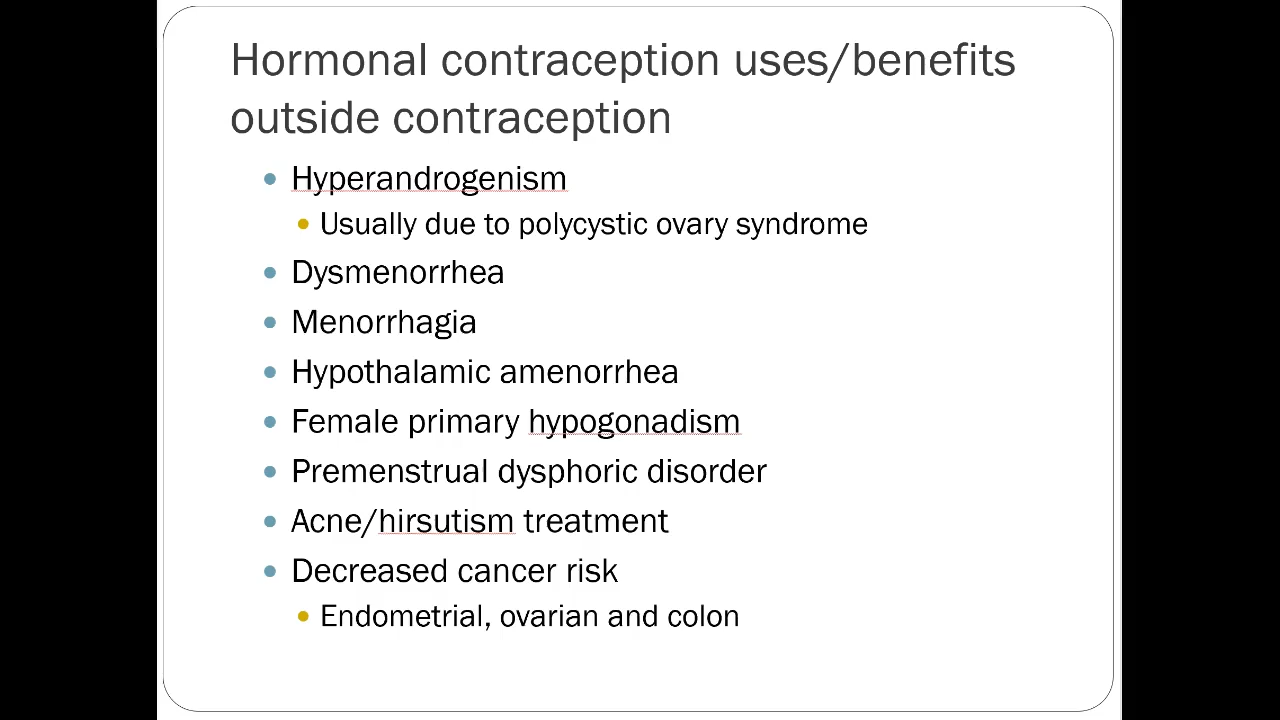 Hormonal contraception uses/benefits
outside contraception
Hyperandrogenism
Usually due to polycystic ovary syndrome
Dysmenorrhea
Menorrhagia
Hypothalamic amenorrhea
Female primary hypogonadism
Premenstrual dysphoric disorder
Acne/hirsutism treatment
Decreased cancer risk
Endometrial, ovarian and colon